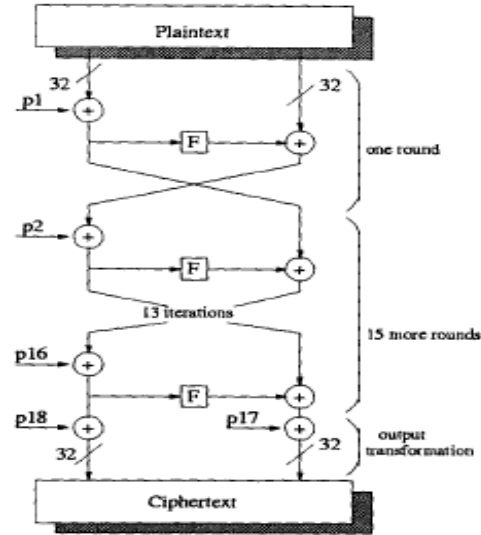 Plaintext
32
32
p1
+
F
+
one round
p2
+
F
+
13 iterations
15 more rounds
p16
+
F
+
p18
+
p17
+
32
32
output
transformation
Ciphertext